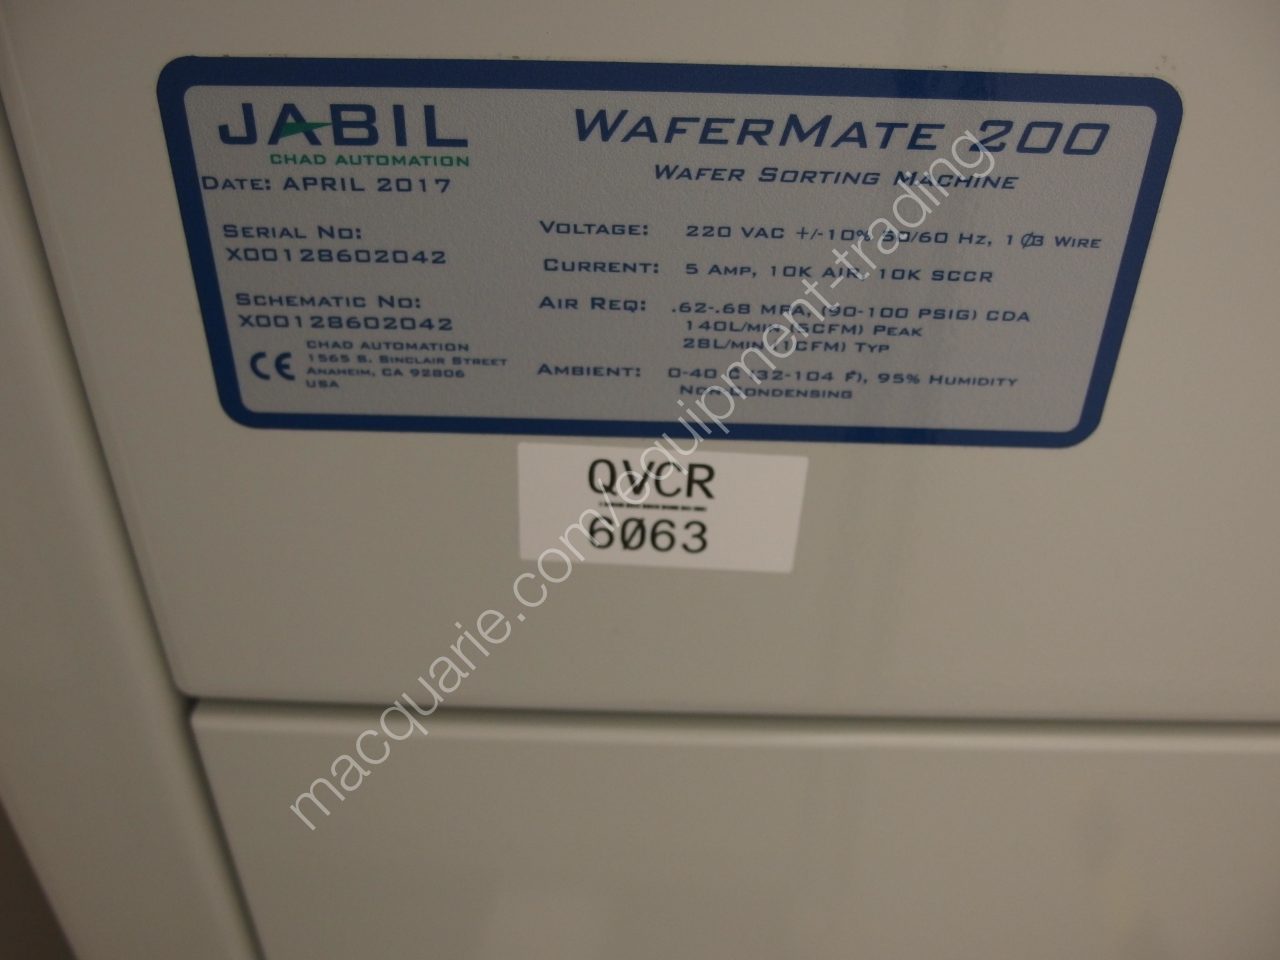 JABIL
CHAD AUTOMATION
DATE: APRIL 2017
WAFERMATE 200
WAFER SORTING MACHINE
SERIAL NO:
X00128602042
SCHEMATIC NO:
X00128602042
CE
CHAD AUTOMATION
1565 S. SINCLAIR STREET
ANAHEIM, CA 92806
USA
VOLTAGE: 220 VAC +/-10% 50/60 HZ, 1 Ø3 WIRE
CURRENT: 5 AMP, 10K AIR, 10K SCCR
AIR REQ: .62-.68 MPA, (90-100 PSIG) CDA
140L/MIN (5CFM) PEAK
28L/MIN (1CFM) TYP
AMBIENT: 0-40 C (32-104 F), 95% HUMIDITY
NON CONDENSING
QVCR
6Ø63
macquarie.com/equipment-trading